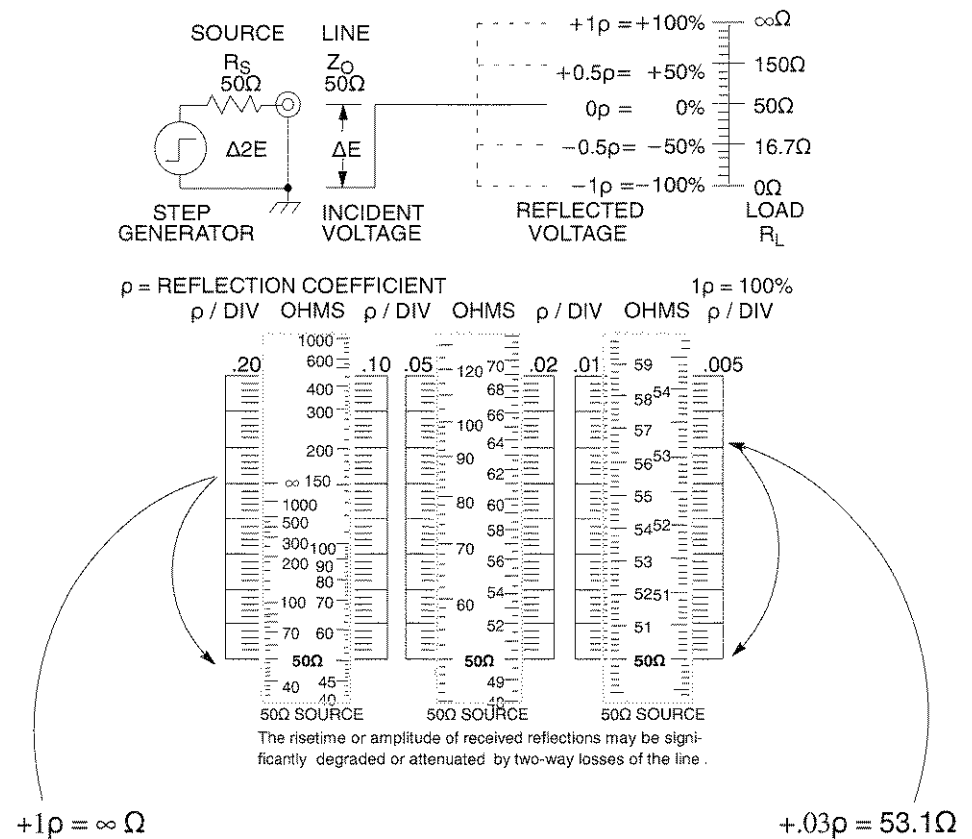 SOURCE LINE
R_S Z_O
50Ω 50Ω
Δ2E ΔE
STEP GENERATOR
INCIDENT VOLTAGE
+1ρ = +100% ∞Ω
+0.5ρ = +50% 150Ω
0ρ = 0% 50Ω
−0.5ρ = −50% 16.7Ω
−1ρ = −100% 0Ω
REFLECTED VOLTAGE
LOAD R_L
ρ = REFLECTION COEFFICIENT 1ρ = 100%
ρ / DIV OHMS ρ / DIV OHMS ρ / DIV OHMS ρ / DIV
.20 .10 .05 .02 .01 .005
1000
600
400
300
200
∞ 150
1000
500
300 100
200 90
80
100 70
70 60
50Ω
45
40
40
50Ω SOURCE
120 70
68
66
100
64
90
62
80 60
58
70
56
54
60
52
50Ω
49
48
50Ω SOURCE
59
58 54
57
56 53
55
54 52
53
52 51
51
50Ω
50Ω SOURCE
The risetime or amplitude of received reflections may be signi-
ficantly degraded or attenuated by two-way losses of the line .
+1ρ = ∞ Ω +.03ρ = 53.1Ω